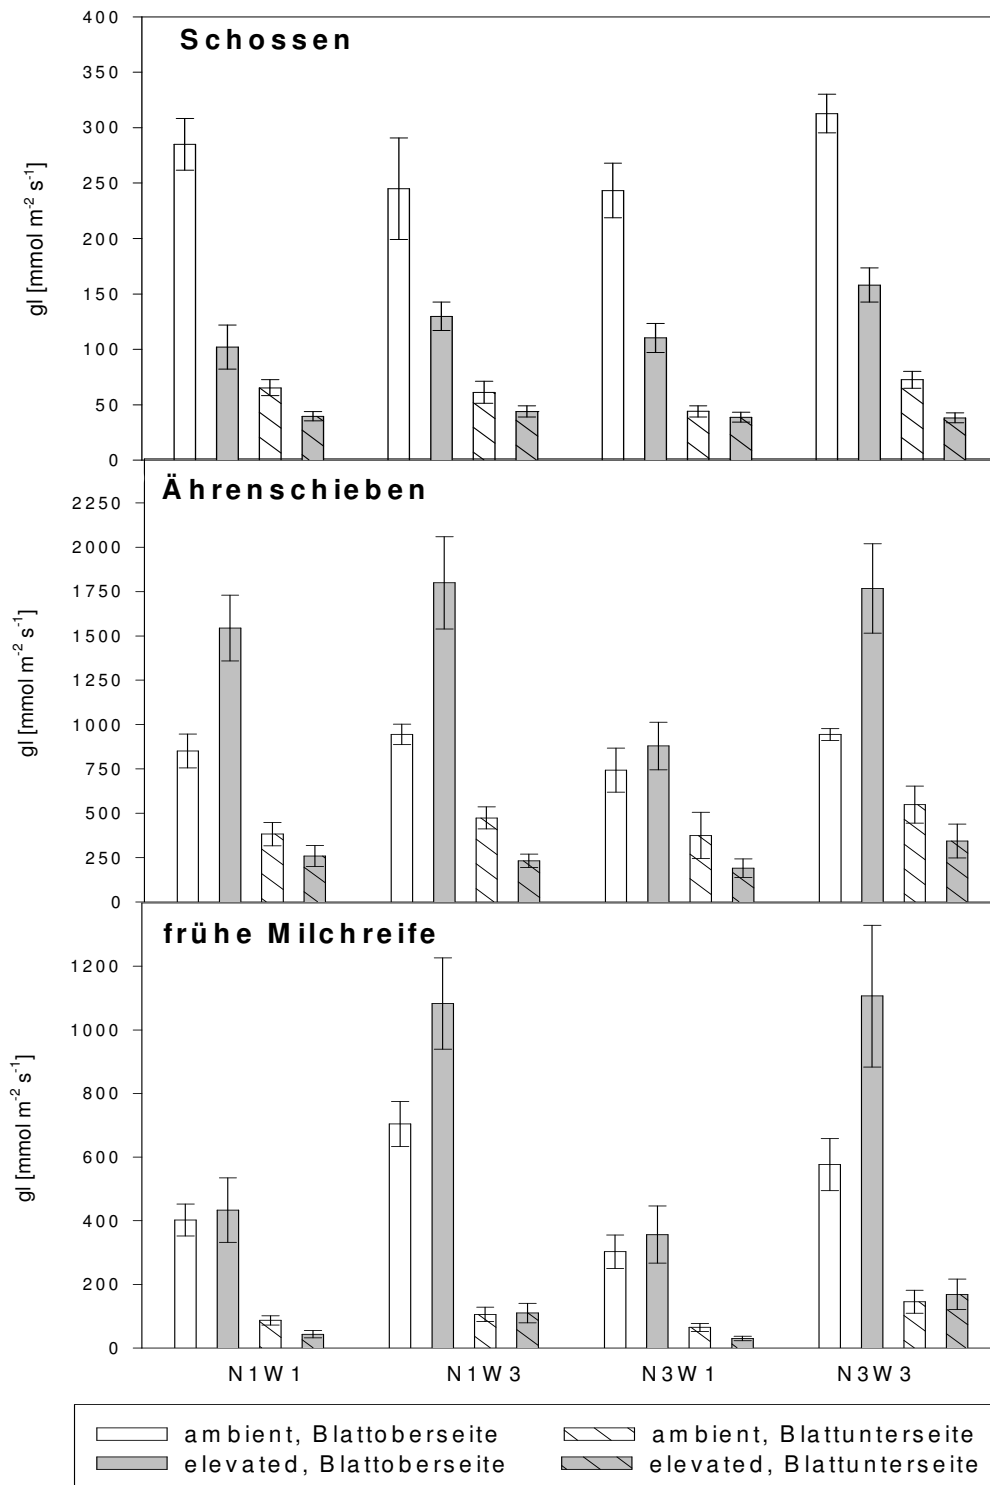 400
Schossen
350
300
250
200
150
100
50
0
gl [mmol m-2 s-1]
Ährenschieben
2250
2000
1750
1500
1250
1000
750
500
250
0
gl [mmol m-2 s-1]
frühe Milchreife
1200
1000
800
600
400
200
0
gl [mmol m-2 s-1]
N1W1 N1W3 N3W1 N3W3
ambient, Blattoberseite ambient, Blattunterseite
elevated, Blattoberseite elevated, Blattunterseite